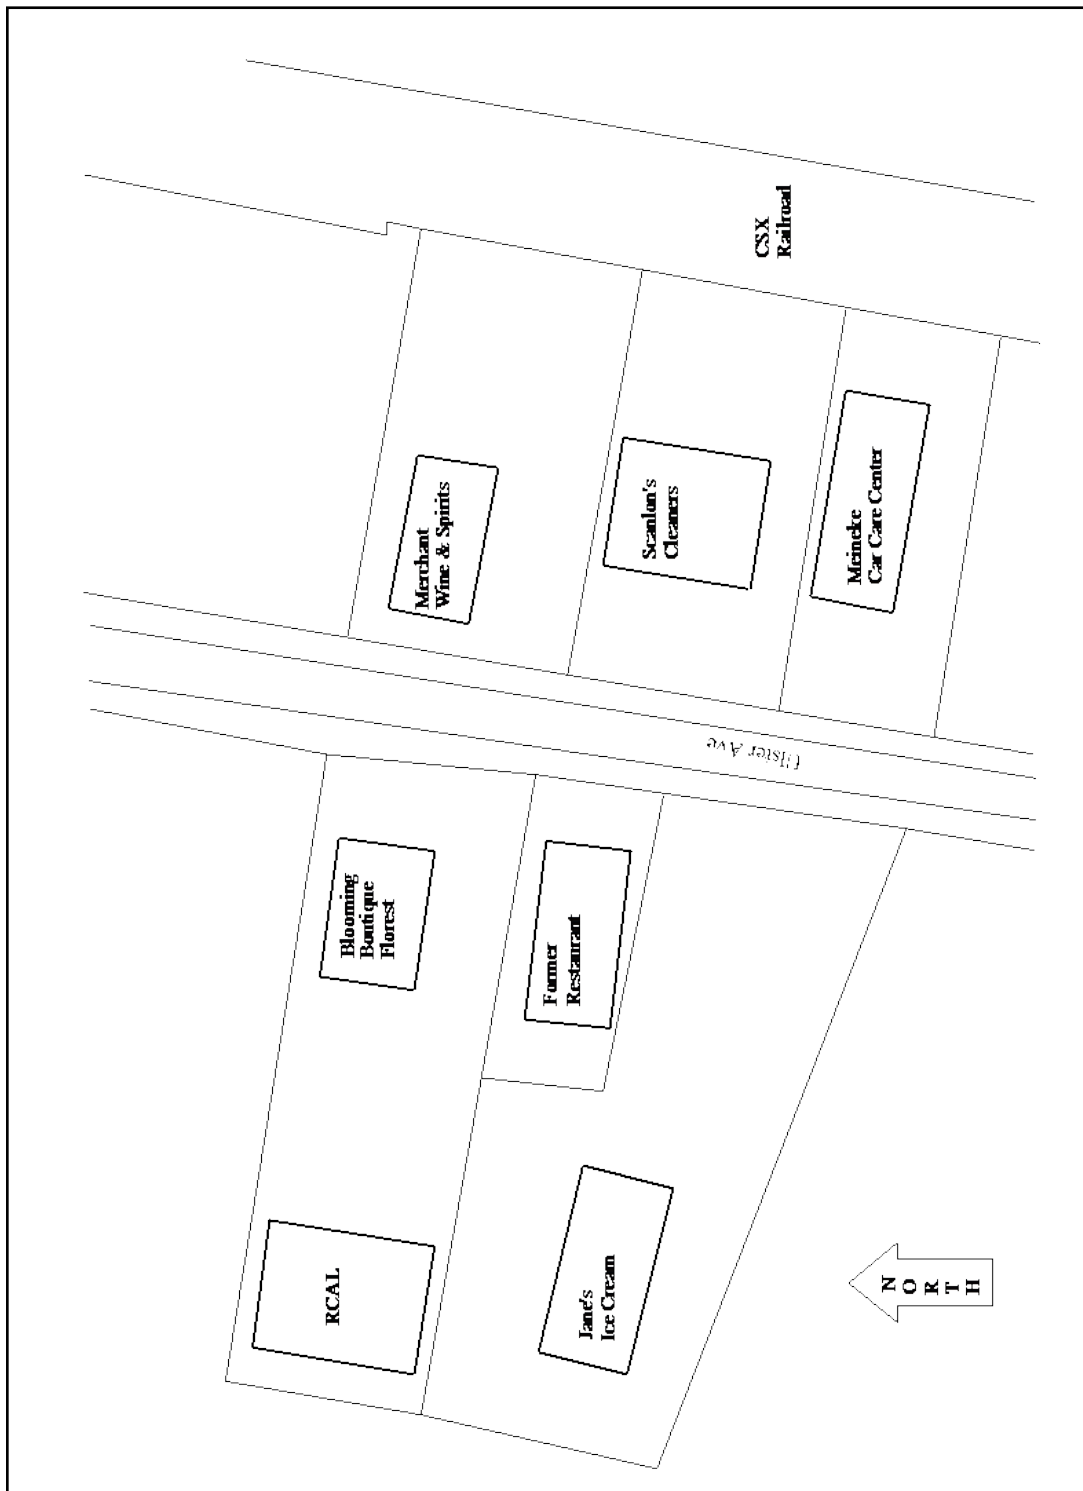 CSX
Railroad
Merchant
Wine & Spirits
Scanlon's
Cleaners
Meineke
Car Care Center
Ulster Ave
Blooming
Boutique
Florest
Former
Restaurant
RCAL
Jane's
Ice Cream
N
O
R
T
H